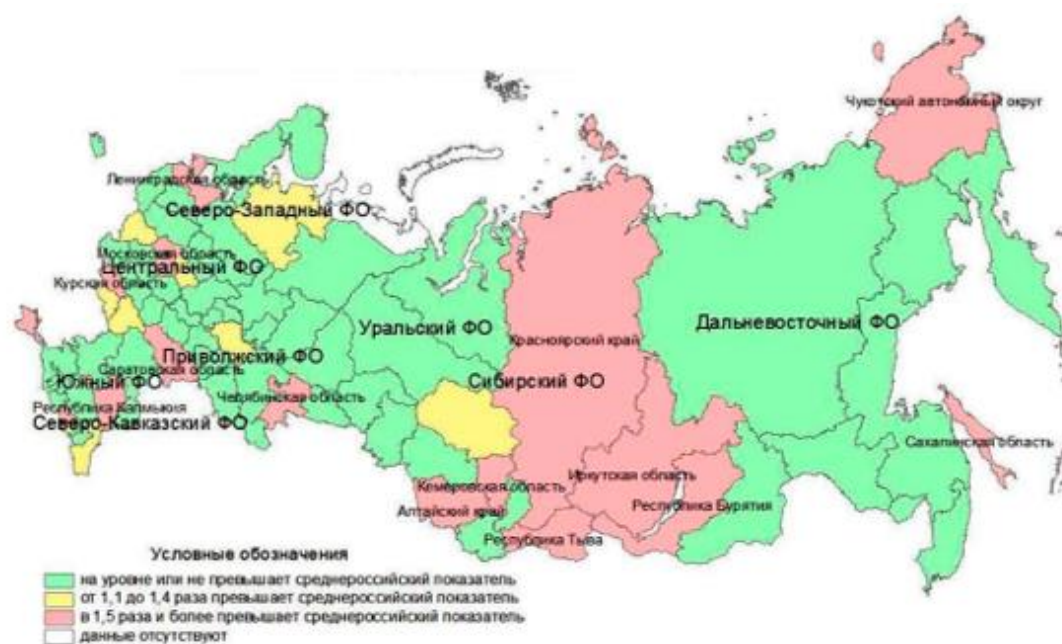 Чукотский автономный округ
Ленинградская область
Северо-Западный ФО
Московская область
Центральный ФО
Курская область
Уральский ФО
Дальневосточный ФО
Красноярский край
Приволжский ФО
Саратовская область
Южный ФО
Сибирский ФО
Челябинская область
Республика Калмыкия
Северо-Кавказский ФО
Сахалинская область
Иркутская область
Кемеровская область
Республика Бурятия
Алтайский край
Республика Тыва
Условные обозначения
на уровне или не превышает среднероссийский показатель
от 1,1 до 1,4 раза превышает среднероссийский показатель
в 1,5 раза и более превышает среднероссийский показатель
данные отсутствуют